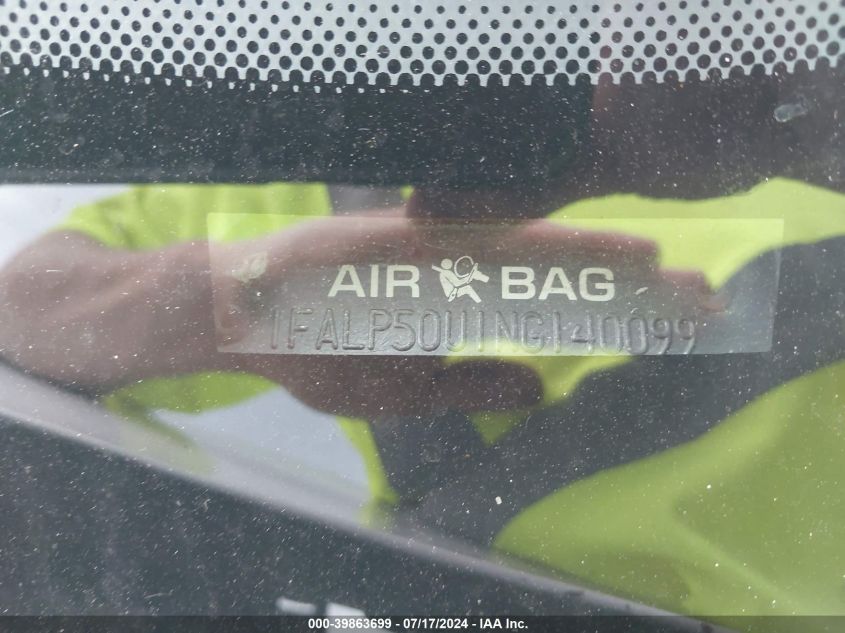 AIR BAG
1FALP50U1NG140099
000-39863699 - 07/17/2024 - IAA Inc.